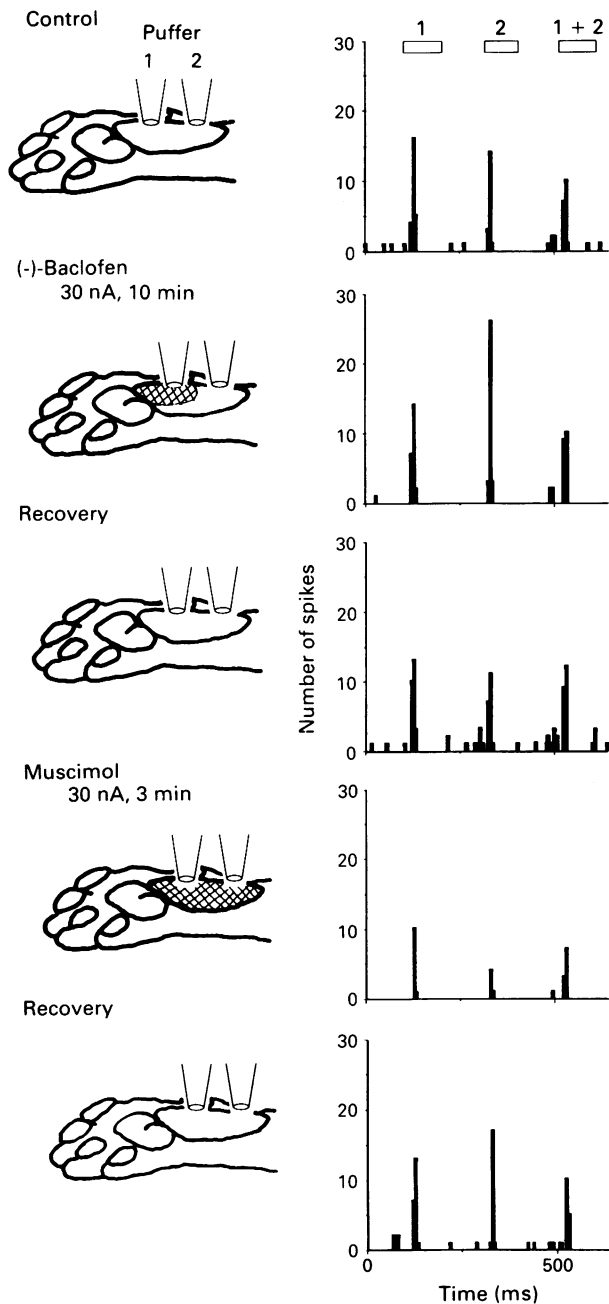 Control
Puffer
1 2
1 2 1 + 2
30
20
10
0
(-)-Baclofen
30 nA, 10 min
30
20
10
0
Recovery
30
20
10
0
Number of spikes
Muscimol
30 nA, 3 min
30
20
10
0
Recovery
30
20
10
0
0 500
Time (ms)